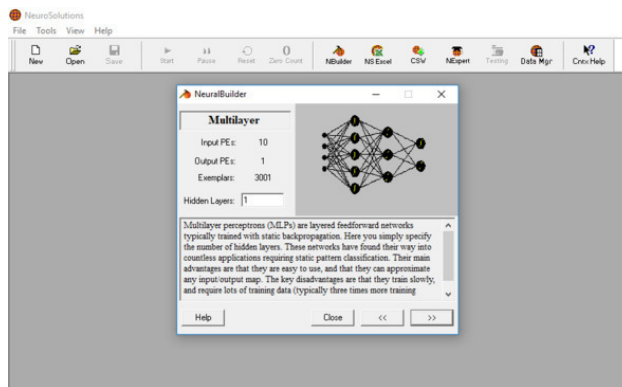 NeuroSolutions
File Tools View Help
New Open Save Start Pause Reset Zero Count NBuilder NS Excel CSV NExpert Testing Data Mgr Cntx Help
NeuralBuilder
Multilayer
Input PEs: 10
Output PEs: 1
Exemplars: 3001
Hidden Layers: 1
Multilayer perceptrons (MLPs) are layered feedforward networks
typically trained with static backpropagation. Here you simply specify
the number of hidden layers. These networks have found their way into
countless applications requiring static pattern classification. Their main
advantages are that they are easy to use, and that they can approximate
any input/output map. The key disadvantages are that they train slowly,
and require lots of training data (typically three times more training
Help Close << >>